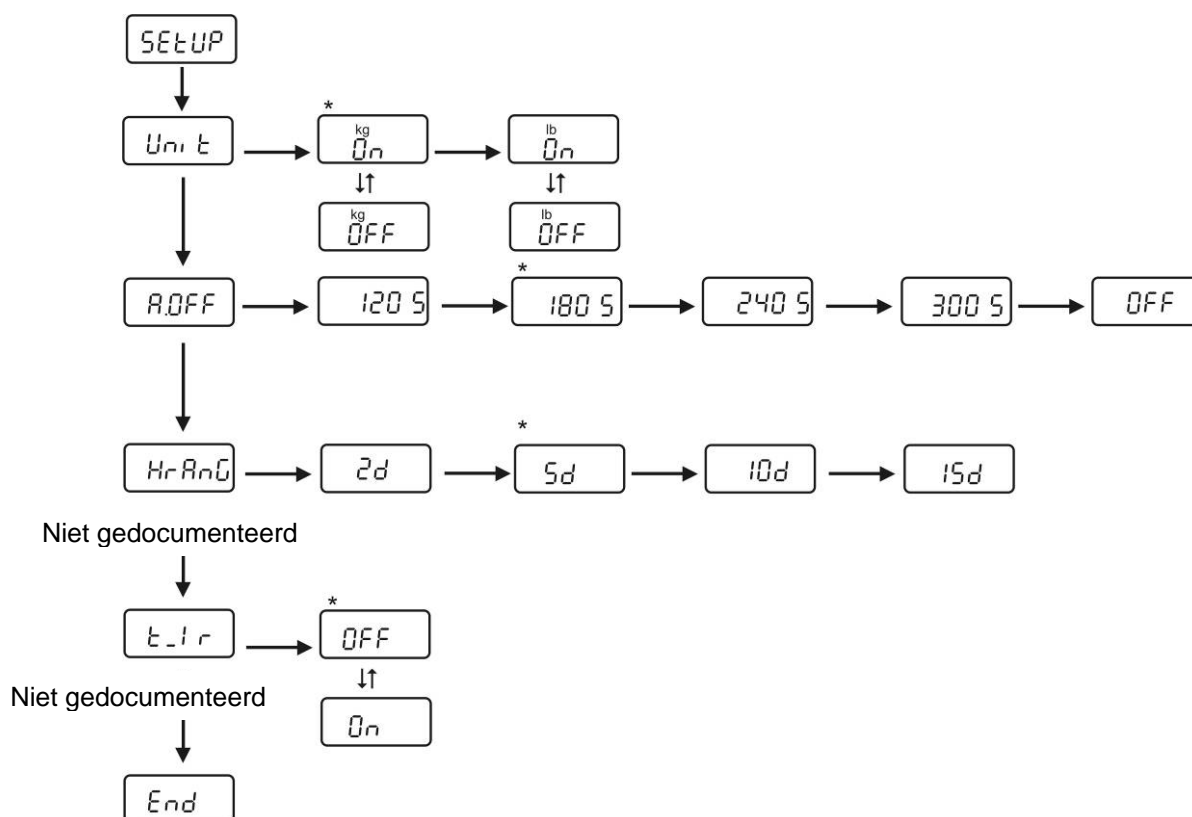 SEtUP
*
Unit
kg
On
lb
On
kg
OFF
lb
OFF
*
A.OFF
120 S
180 S
240 S
300 S
OFF
*
HrAnG
2d
5d
10d
15d
Niet gedocumenteerd
*
t_Ir
OFF
Niet gedocumenteerd
On
End